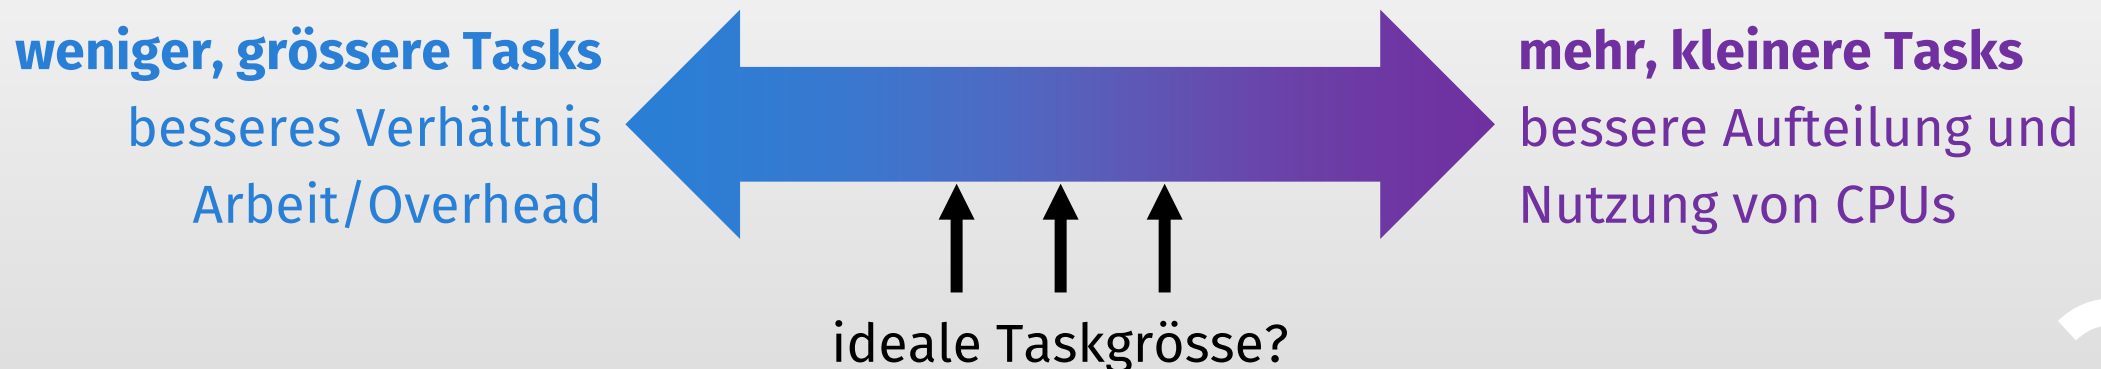 weniger, grössere Tasks
besseres Verhältnis
Arbeit/Overhead
mehr, kleinere Tasks
bessere Aufteilung und
Nutzung von CPUs
ideale Taskgrösse?